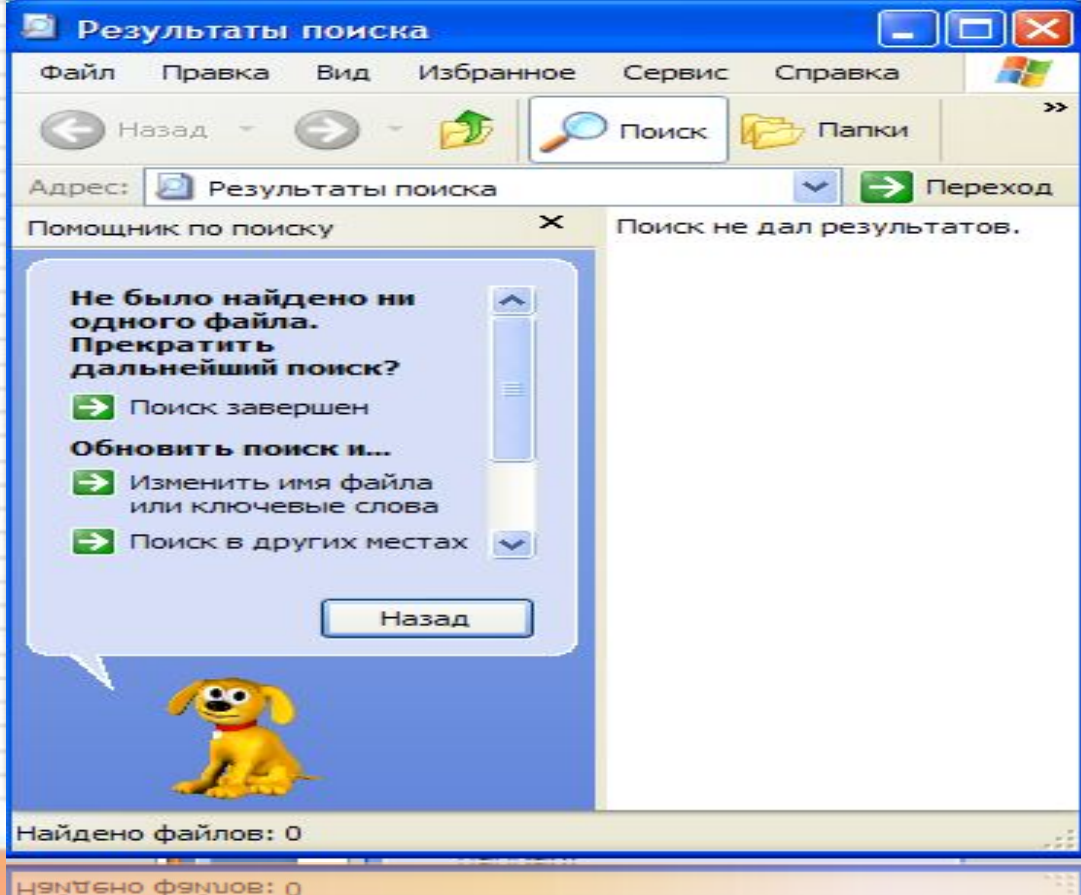 Результаты поиска
Файл Правка Вид Избранное Сервис Справка
Назад Поиск Папки »
Адрес: Результаты поиска Переход
Помощник по поиску
Поиск не дал результатов.
Не было найдено ни
одного файла.
Прекратить
дальнейший поиск?
Поиск завершен
Обновить поиск и...
Изменить имя файла
или ключевые слова
Поиск в других местах
Назад
Найдено файлов: 0